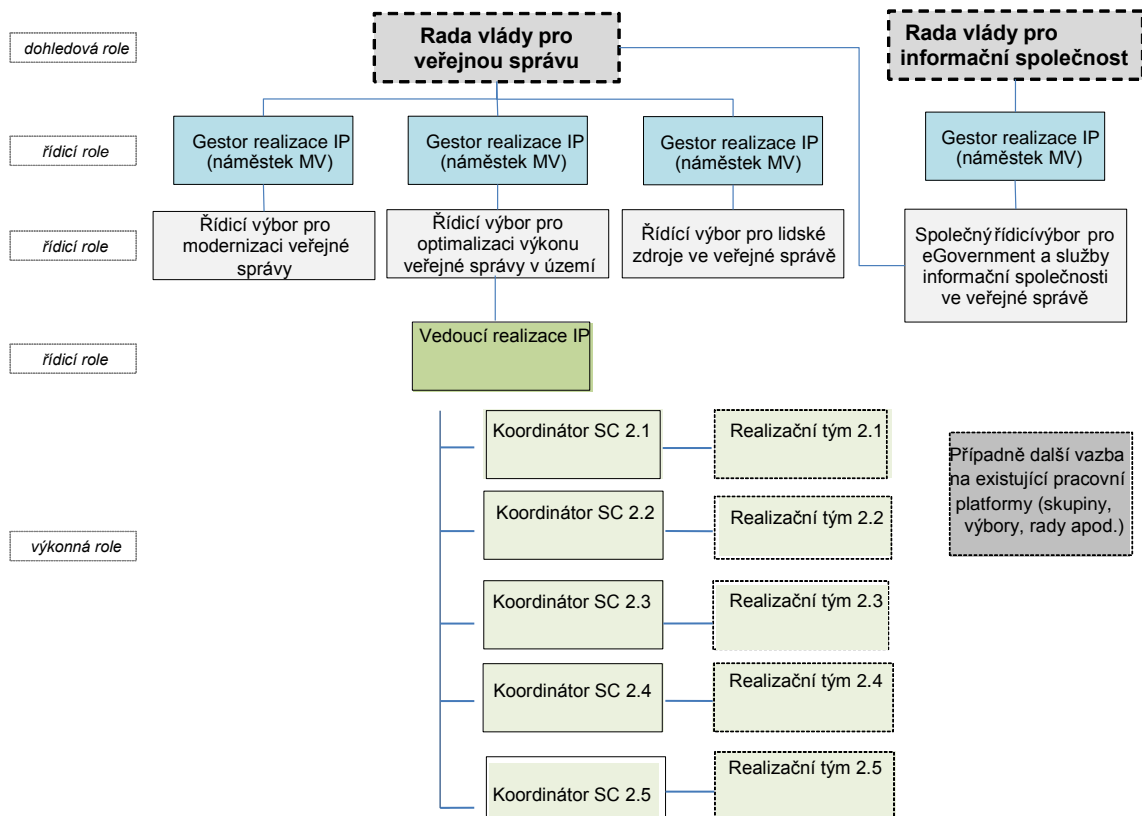 dohledová role
Rada vlády pro
veřejnou správu
Rada vlády pro
informační společnost
řídicí role
Gestor realizace IP
(náměstek MV)
Gestor realizace IP
(náměstek MV)
Gestor realizace IP
(náměstek MV)
Gestor realizace IP
(náměstek MV)
řídicí role
Řídicí výbor pro
modernizaci veřejné
správy
Řídicí výbor pro
optimalizaci výkonu
veřejné správy v území
Řídící výbor pro lidské
zdroje ve veřejné správě
Společný řídicívýbor pro
eGovernment a služby
informační společnosti
ve veřejné správě
řídicí role
Vedoucí realizace IP
výkonná role
Koordinátor SC 2.1
Realizační tým 2.1
Koordinátor SC 2.2
Realizační tým 2.2
Koordinátor SC 2.3
Realizační tým 2.3
Koordinátor SC 2.4
Realizační tým 2.4
Koordinátor SC 2.5
Realizační tým 2.5
Případně další vazba
na existující pracovní
platformy (skupiny,
výbory, rady apod.)